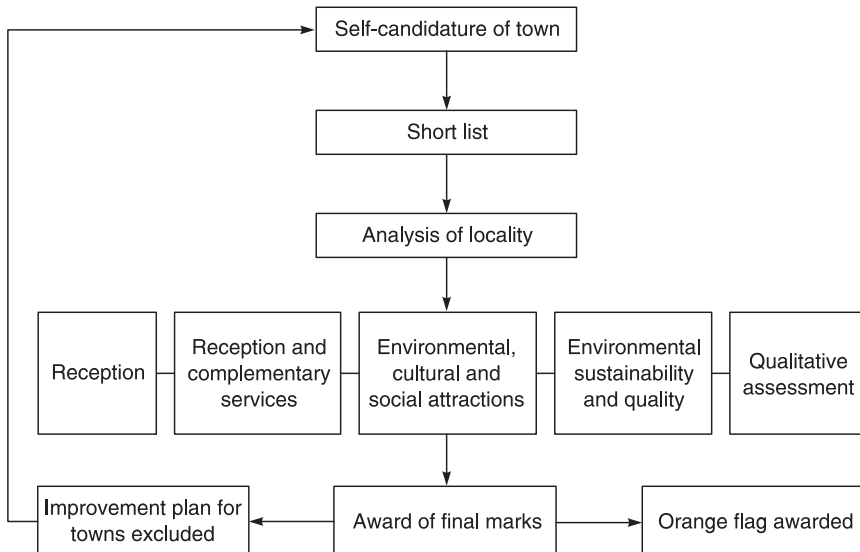 Self-candidature of town
Short list
Analysis of locality
Reception
Reception and
complementary
services
Environmental,
cultural and
social attractions
Environmental
sustainability
and quality
Qualitative
assessment
Improvement plan for
towns excluded
Award of final marks
Orange flag awarded